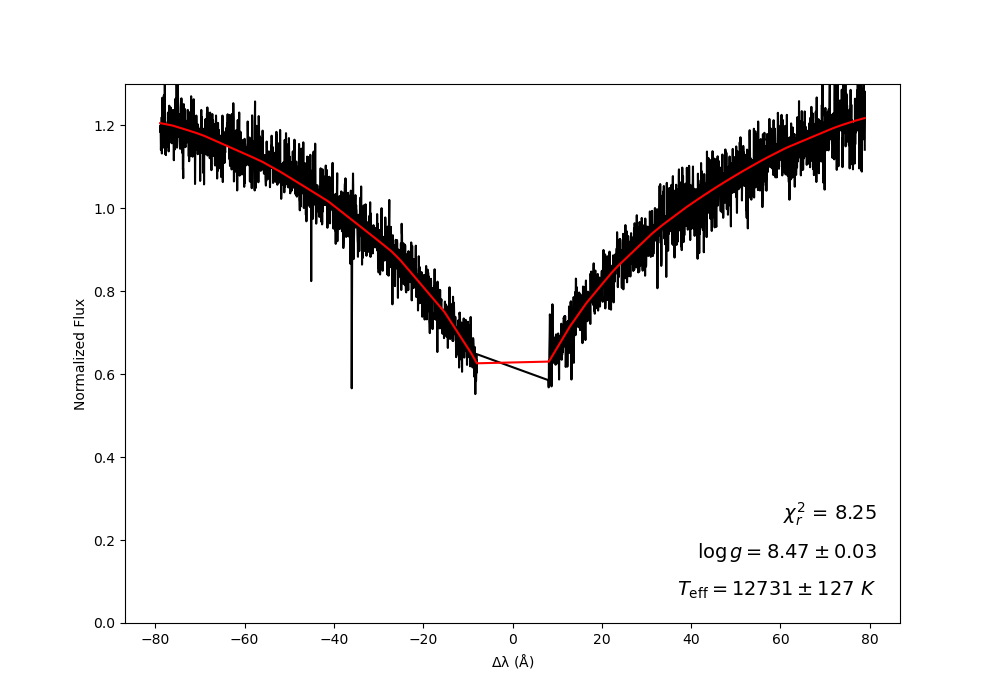 1.2
1.0
0.8
0.6
0.4
0.2
0.0
Normalized Flux
χ²ᵣ = 8.25
log g = 8.47 ± 0.03
T_eff = 12731 ± 127 K
−80 −60 −40 −20 0 20 40 60 80
Δλ (Å)